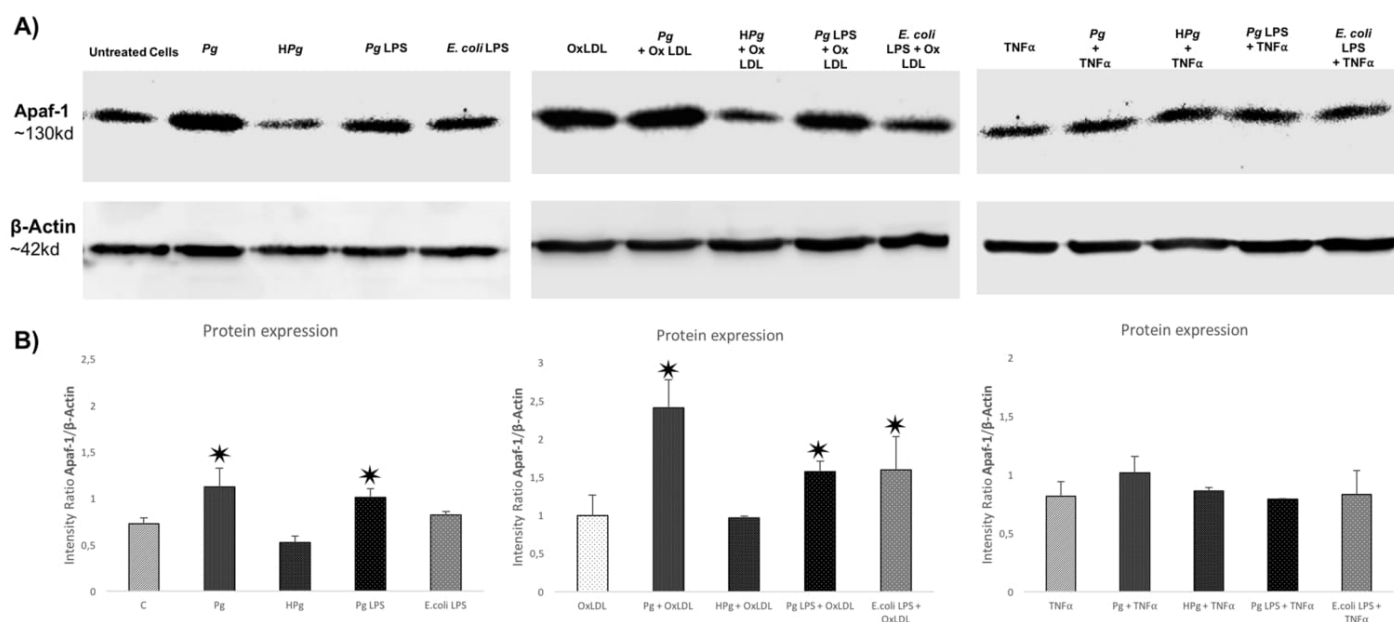 A)
Untreated Cells
Pg
HPg
Pg LPS
E. coli LPS
OxLDL
Pg
+ Ox LDL
HPg
+ Ox
LDL
Pg LPS
+ Ox
LDL
E. coli
LPS + Ox
LDL
TNFα
Pg
+
TNFα
HPg
+
TNFα
Pg LPS
+ TNFα
E. coli
LPS
+ TNFα
Apaf-1
~130kd
β-Actin
~42kd
B)
Protein expression
Intensity Ratio Apaf-1/β-Actin
2,5
2
1,5
1
0,5
0
C
Pg
HPg
Pg LPS
E.coli LPS
Protein expression
Intensity Ratio Apaf-1/β-Actin
3
2,5
2
1,5
1
0,5
0
OxLDL
Pg + OxLDL
HPg + OxLDL
Pg LPS + OxLDL
E.coli LPS +
OxLDL
Protein expression
Intensity Ratio Apaf-1/β-Actin
2
1,5
1
0,5
0
TNFα
Pg + TNFα
HPg + TNFα
Pg LPS + TNFα
E.coli LPS +
TNFα